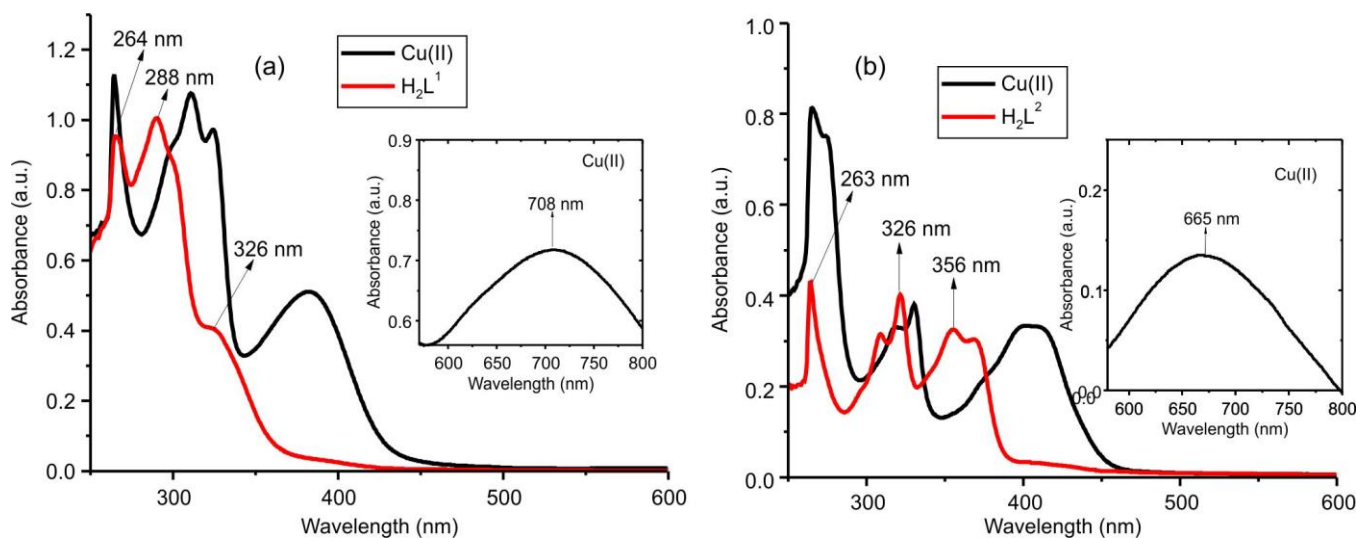 (a)
Cu(II)
H₂L¹
264 nm
288 nm
326 nm
1.2
1.0
0.8
0.6
0.4
0.2
0.0
Absorbance (a.u.)
300
400
500
600
Wavelength (nm)
Cu(II)
708 nm
0.9
0.8
0.7
0.6
Absorbance (a.u.)
600
650
700
750
800
Wavelength (nm)
(b)
Cu(II)
H₂L²
263 nm
326 nm
356 nm
1.0
0.8
0.6
0.4
0.2
0.0
Absorbance (a.u.)
300
400
500
600
Wavelength (nm)
Cu(II)
665 nm
0.2
0.1
0.0
Absorbance (a.u.)
600
650
700
750
800
Wavelength (nm)